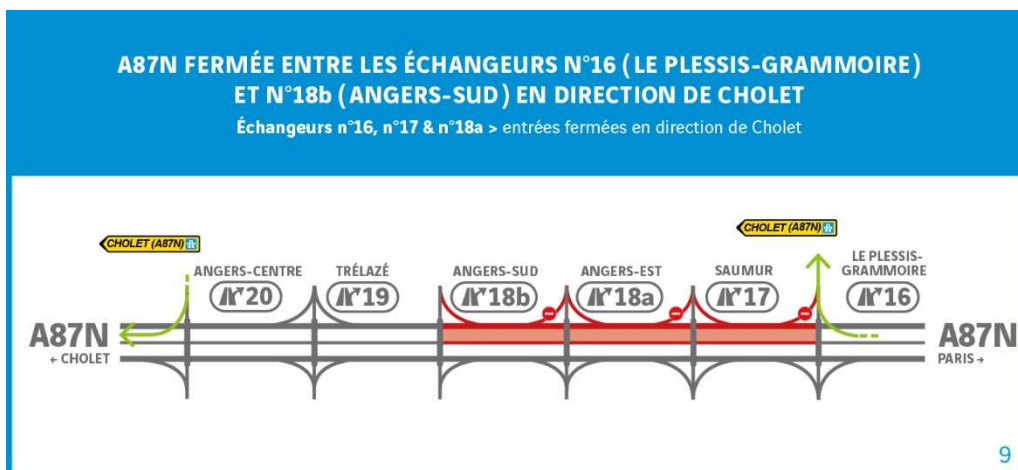 A87N FERMÉE ENTRE LES ÉCHANGEURS N°16 (LE PLESSIS-GRAMMOIRE)
ET N°18b (ANGERS-SUD) EN DIRECTION DE CHOLET
Échangeurs n°16, n°17 & n°18a > entrées fermées en direction de Cholet
CHOLET (A87N)
CHOLET (A87N)
ANGERS-CENTRE
20
TRÉLAZÉ
19
ANGERS-SUD
18b
ANGERS-EST
18a
SAUMUR
17
LE PLESSIS-
GRAMMOIRE
16
A87N
← CHOLET
A87N
PARIS →
9